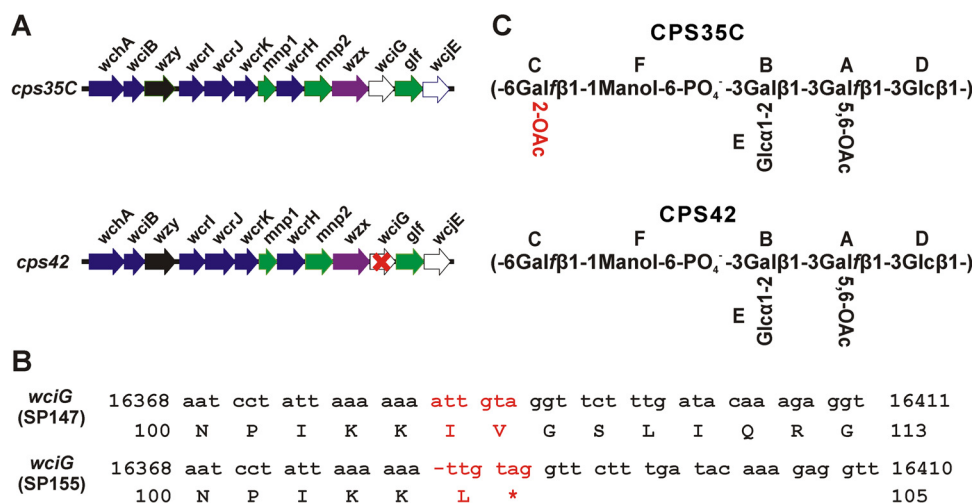 A
wchA wciB wzy wcrI wcrJ wcrK mnp1 wcrH mnp2 wzx wciG glf wcjE
cps35C
wchA wciB wzy wcrI wcrJ wcrK mnp1 wcrH mnp2 wzx wciG glf wcjE
cps42
C
CPS35C
C F B A D
(-6Galfβ1-1Manol-6-PO₄⁻-3Galβ1-3Galfβ1-3Glcβ1-)
2-OAc E Glcα1-2 5,6-OAc
CPS42
C F B A D
(-6Galfβ1-1Manol-6-PO₄⁻-3Galβ1-3Galfβ1-3Glcβ1-)
E Glcα1-2 5,6-OAc
B
wciG
(SP147)
16368 aat cct att aaa aaa att gta ggt tct ttg ata caa aga ggt 16411
100 N P I K K I V G S L I Q R G 113
wciG
(SP155)
16368 aat cct att aaa aaa -ttg tag gtt ctt tga tac aaa gag gtt 16410
100 N P I K K L * 105